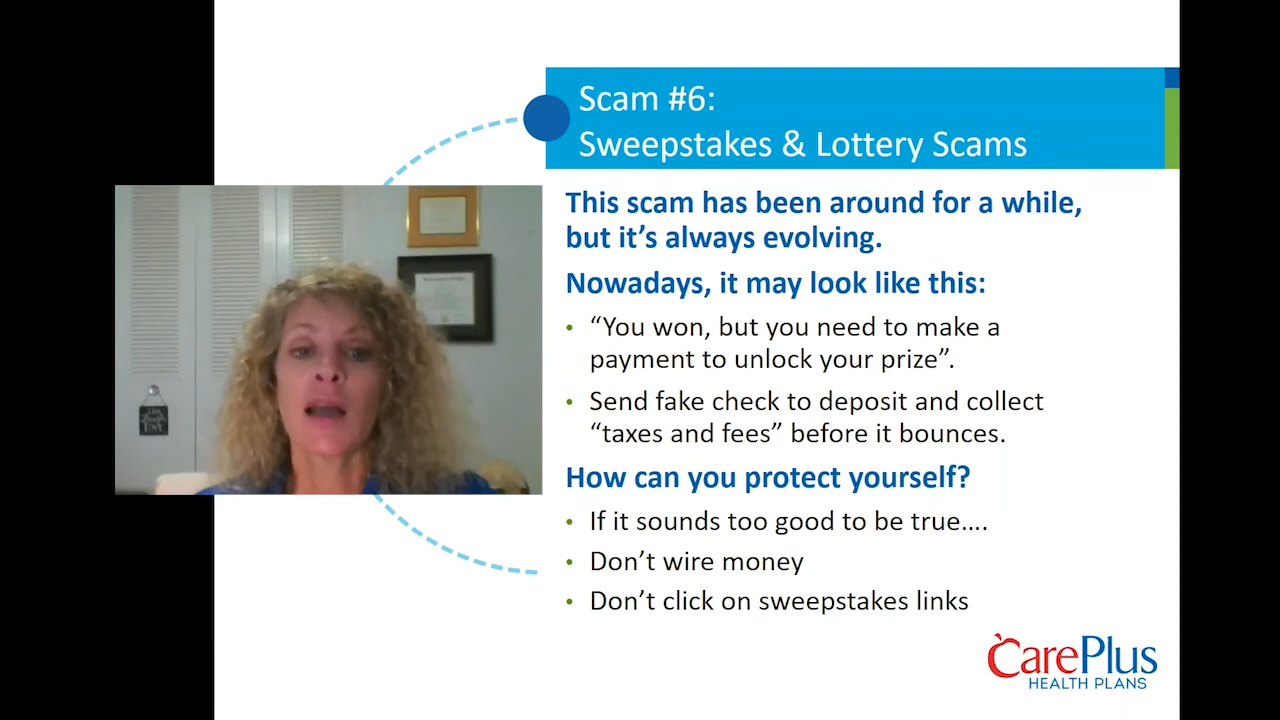 Scam #6:
Sweepstakes & Lottery Scams
This scam has been around for a while,
but it’s always evolving.
Nowadays, it may look like this:
• “You won, but you need to make a
payment to unlock your prize”.
• Send fake check to deposit and collect
“taxes and fees” before it bounces.
How can you protect yourself?
• If it sounds too good to be true....
• Don’t wire money
• Don’t click on sweepstakes links
CarePlus
HEALTH PLANS